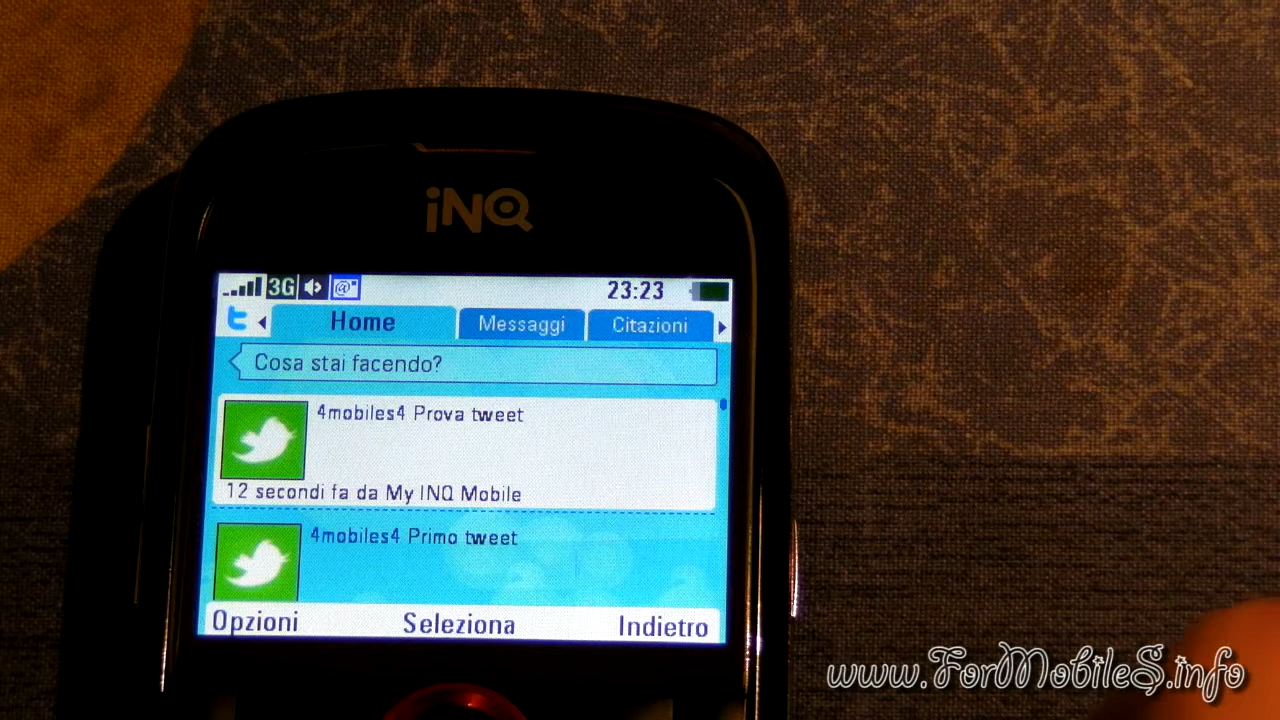 iNQ
3G @ 23:23
t Home Messaggi Citazioni
Cosa stai facendo?
4mobiles4 Prova tweet
12 secondi fa da My INQ Mobile
4mobiles4 Primo tweet
Opzioni Seleziona Indietro
www.ForMobileS.info